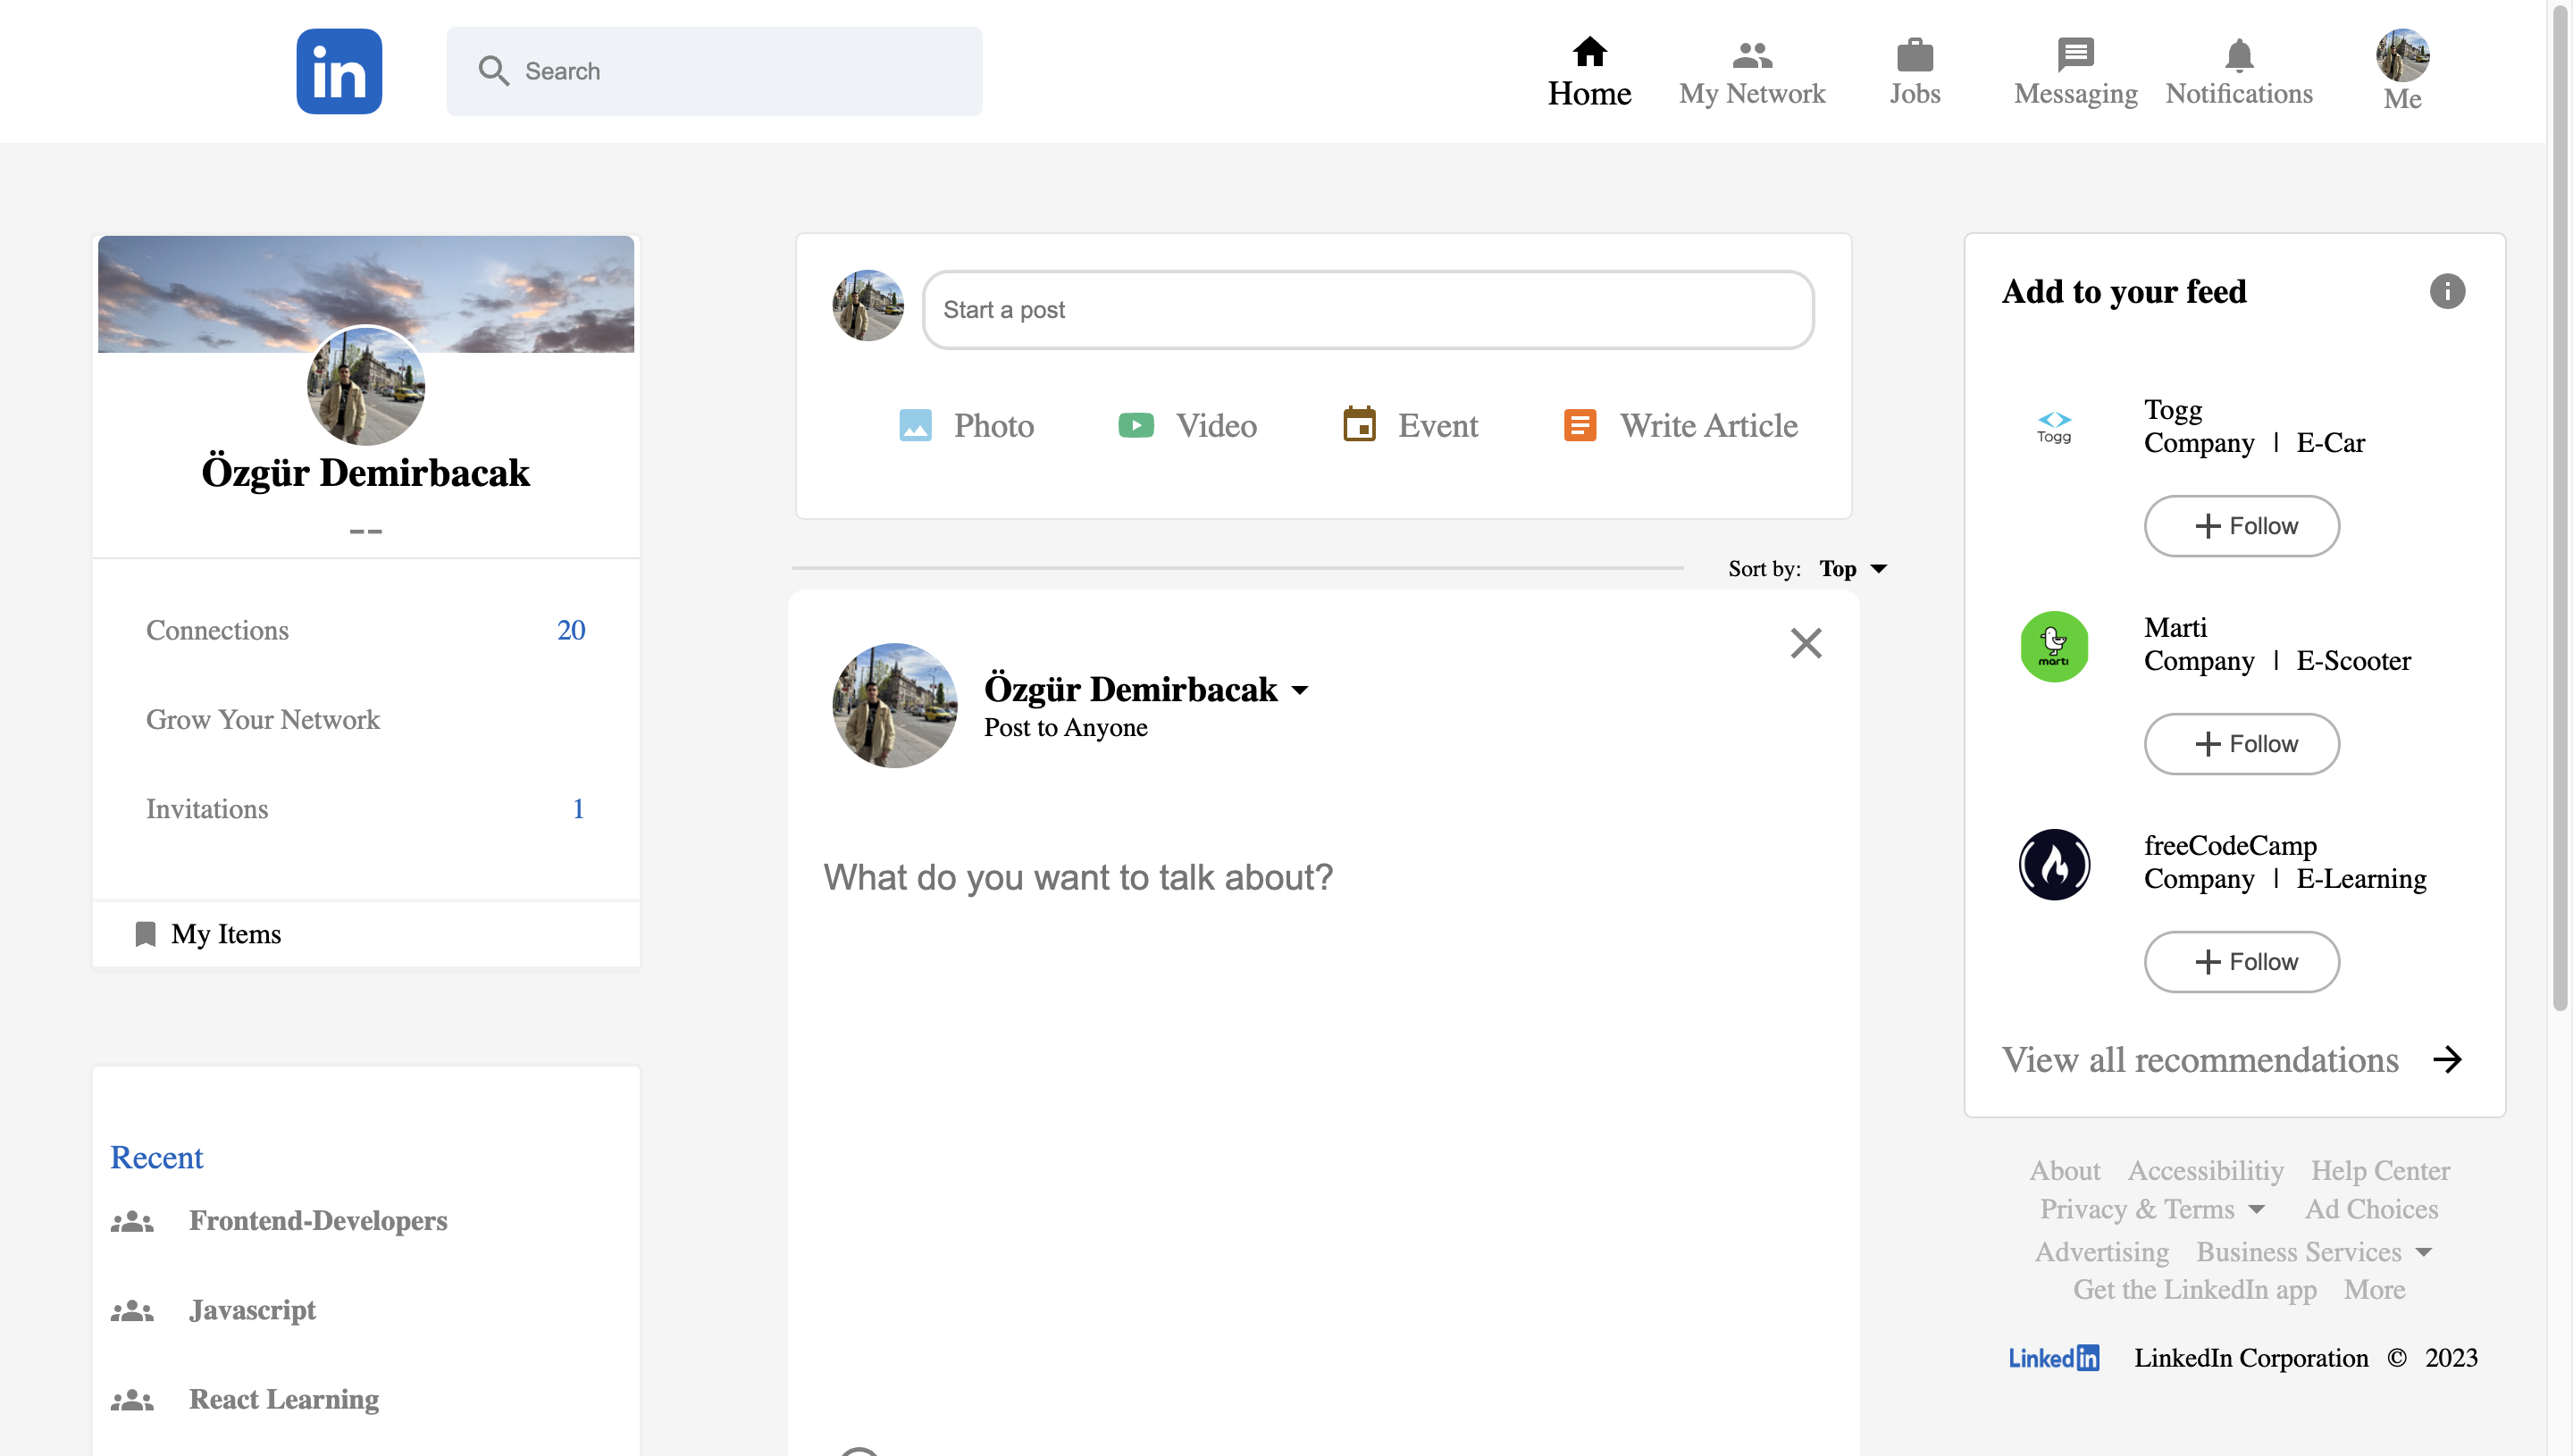 in
Search
Home
My Network
Jobs
Messaging
Notifications
Me
Özgür Demirbacak
--
Connections 20
Grow Your Network
Invitations 1
My Items
Recent
Frontend-Developers
Javascript
React Learning
Start a post
Photo
Video
Event
Write Article
Sort by: Top
Özgür Demirbacak
Post to Anyone
What do you want to talk about?
Add to your feed
Togg
Togg
Company | E-Car
+ Follow
marti
Marti
Company | E-Scooter
+ Follow
freeCodeCamp
Company | E-Learning
+ Follow
View all recommendations
About Accessibilitiy Help Center
Privacy & Terms Ad Choices
Advertising Business Services
Get the LinkedIn app More
Linkedin LinkedIn Corporation © 2023